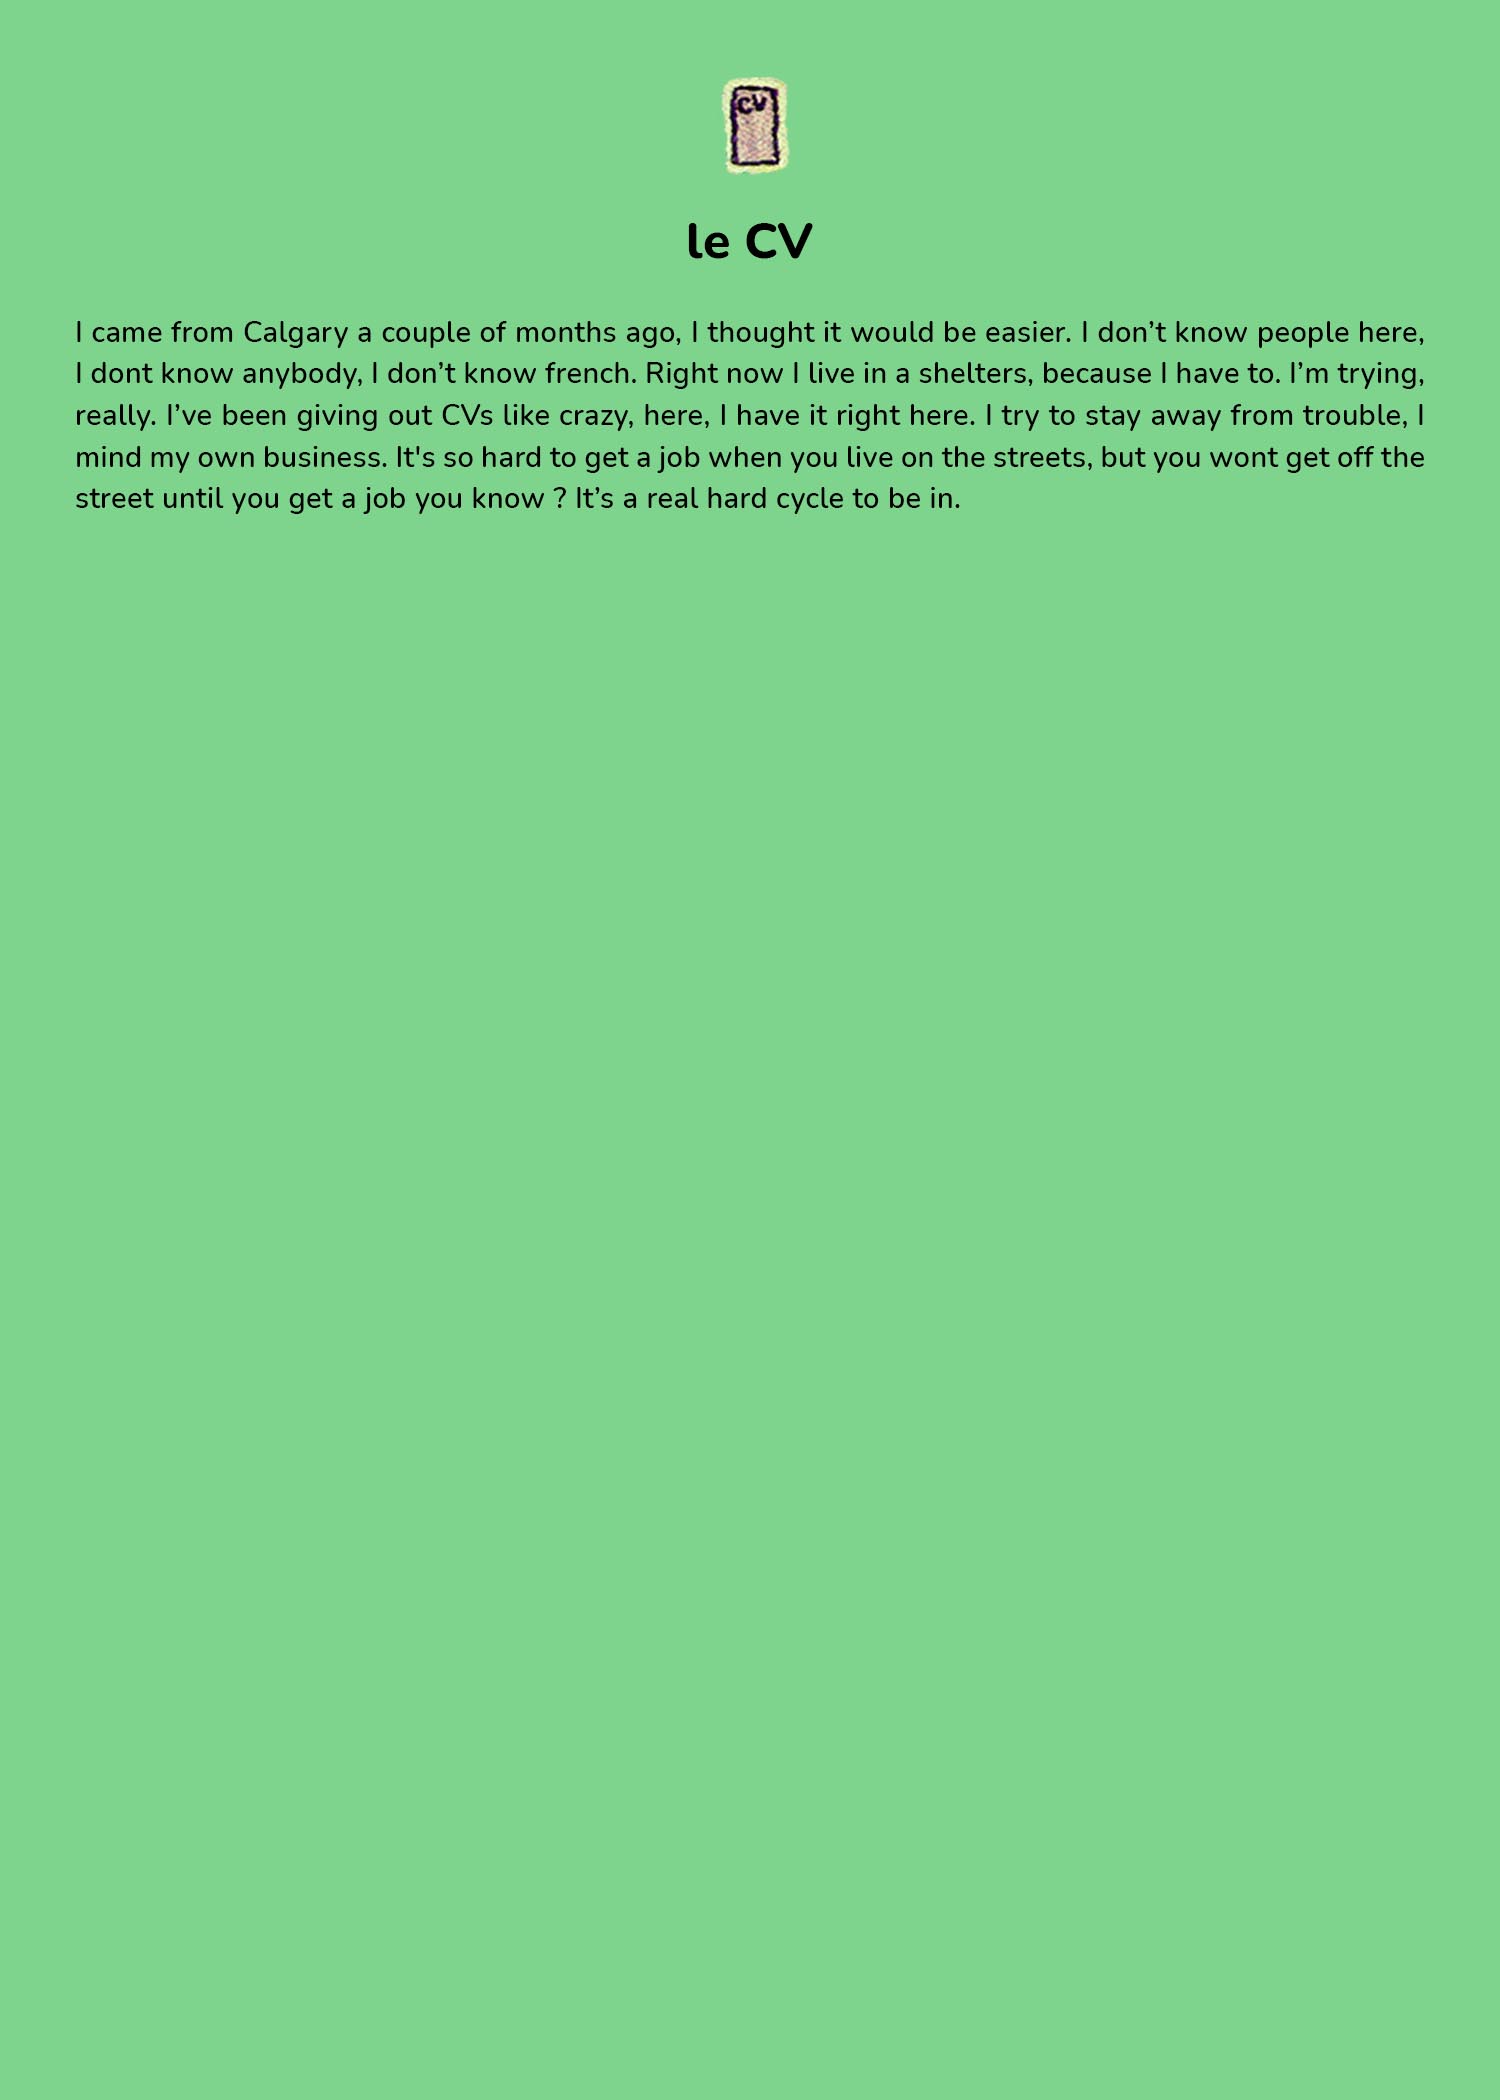 CV
le CV
I came from Calgary a couple of months ago, I thought it would be easier. I don’t know people here,
I dont know anybody, I don’t know french. Right now I live in a shelters, because I have to. I’m trying,
really. I’ve been giving out CVs like crazy, here, I have it right here. I try to stay away from trouble, I
mind my own business. It's so hard to get a job when you live on the streets, but you wont get off the
street until you get a job you know ? It’s a real hard cycle to be in.